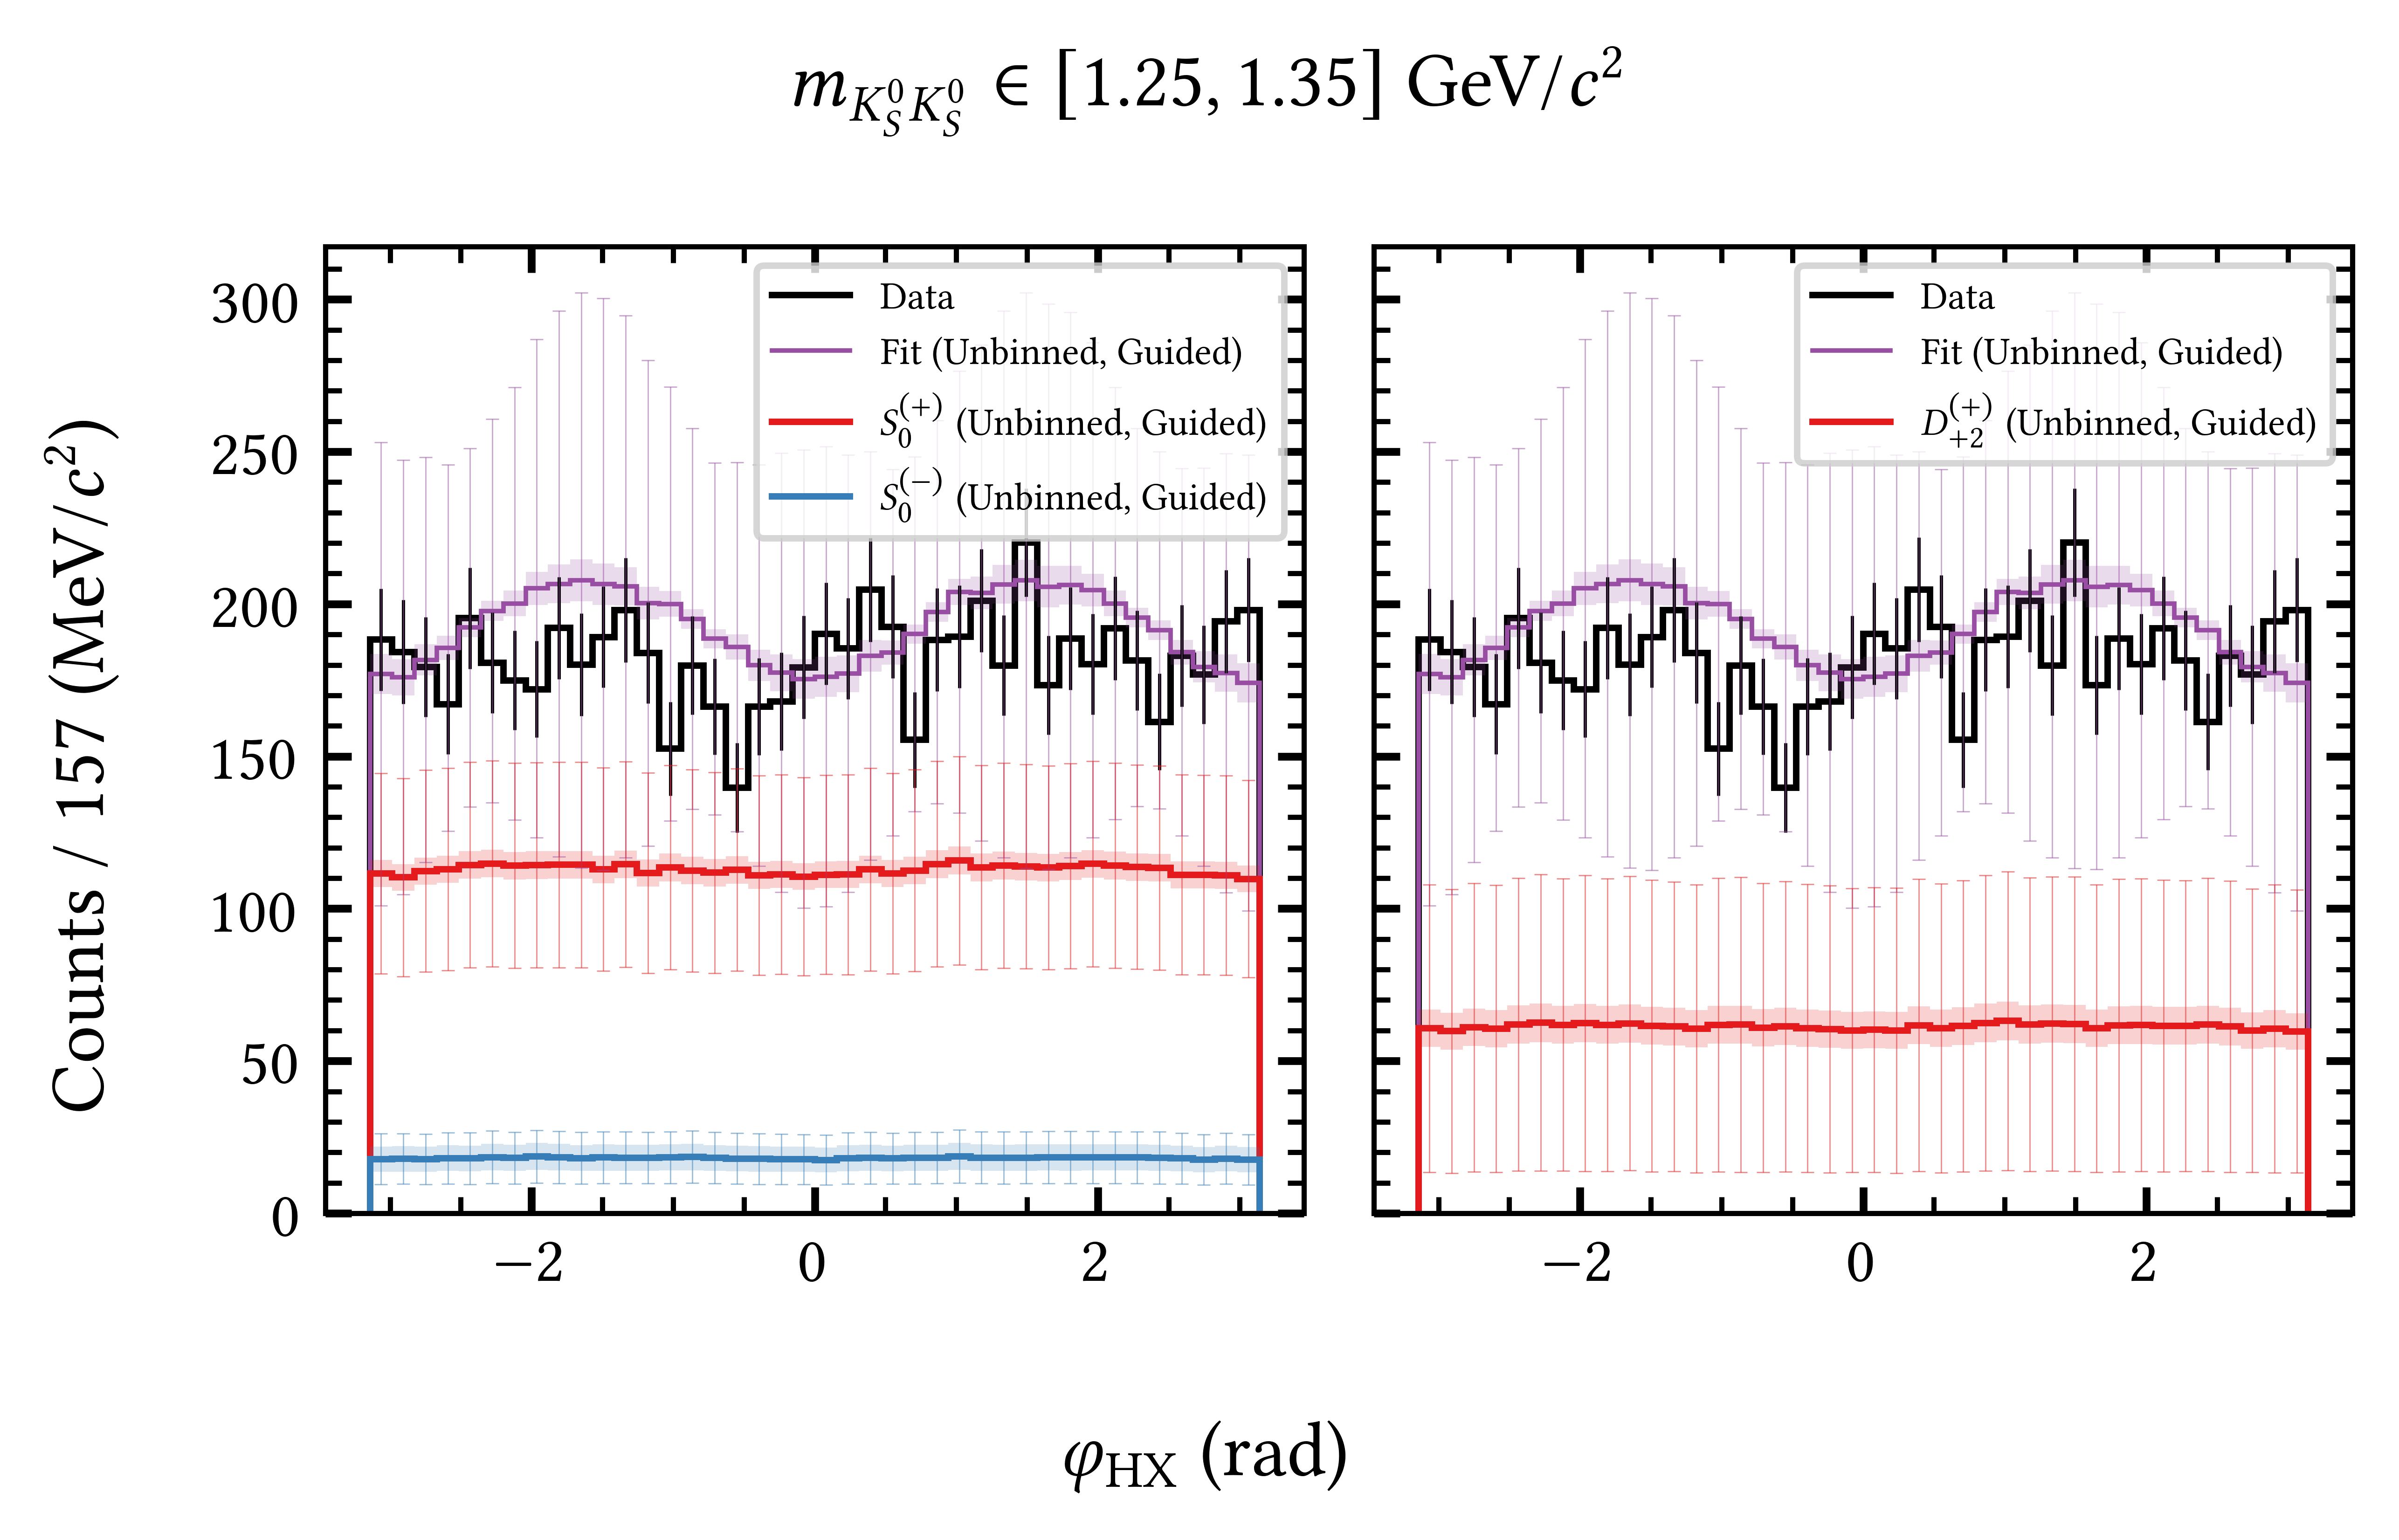 m_{K_S^0 K_S^0} ∈ [1.25, 1.35] GeV/c²
Counts / 157 (MeV/c²)
300
250
200
150
100
50
0
Data
Fit (Unbinned, Guided)
S_0^{(+)} (Unbinned, Guided)
S_0^{(−)} (Unbinned, Guided)
Data
Fit (Unbinned, Guided)
D_{+2}^{(+)} (Unbinned, Guided)
−2 0 2
−2 0 2
φ_{HX} (rad)